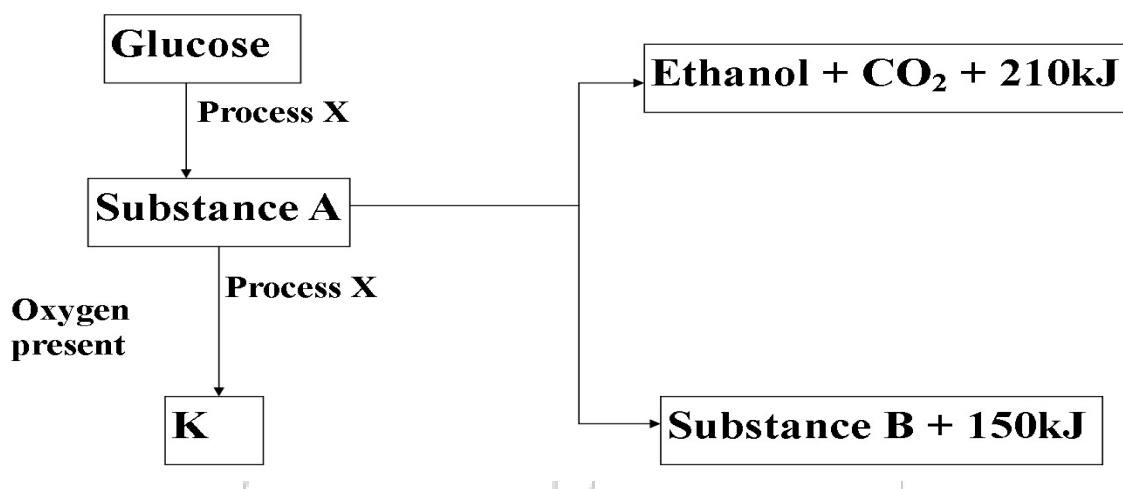 Glucose
Process X
Substance A
Process X
Oxygen
present
K
Ethanol + CO₂ + 210kJ
Substance B + 150kJ